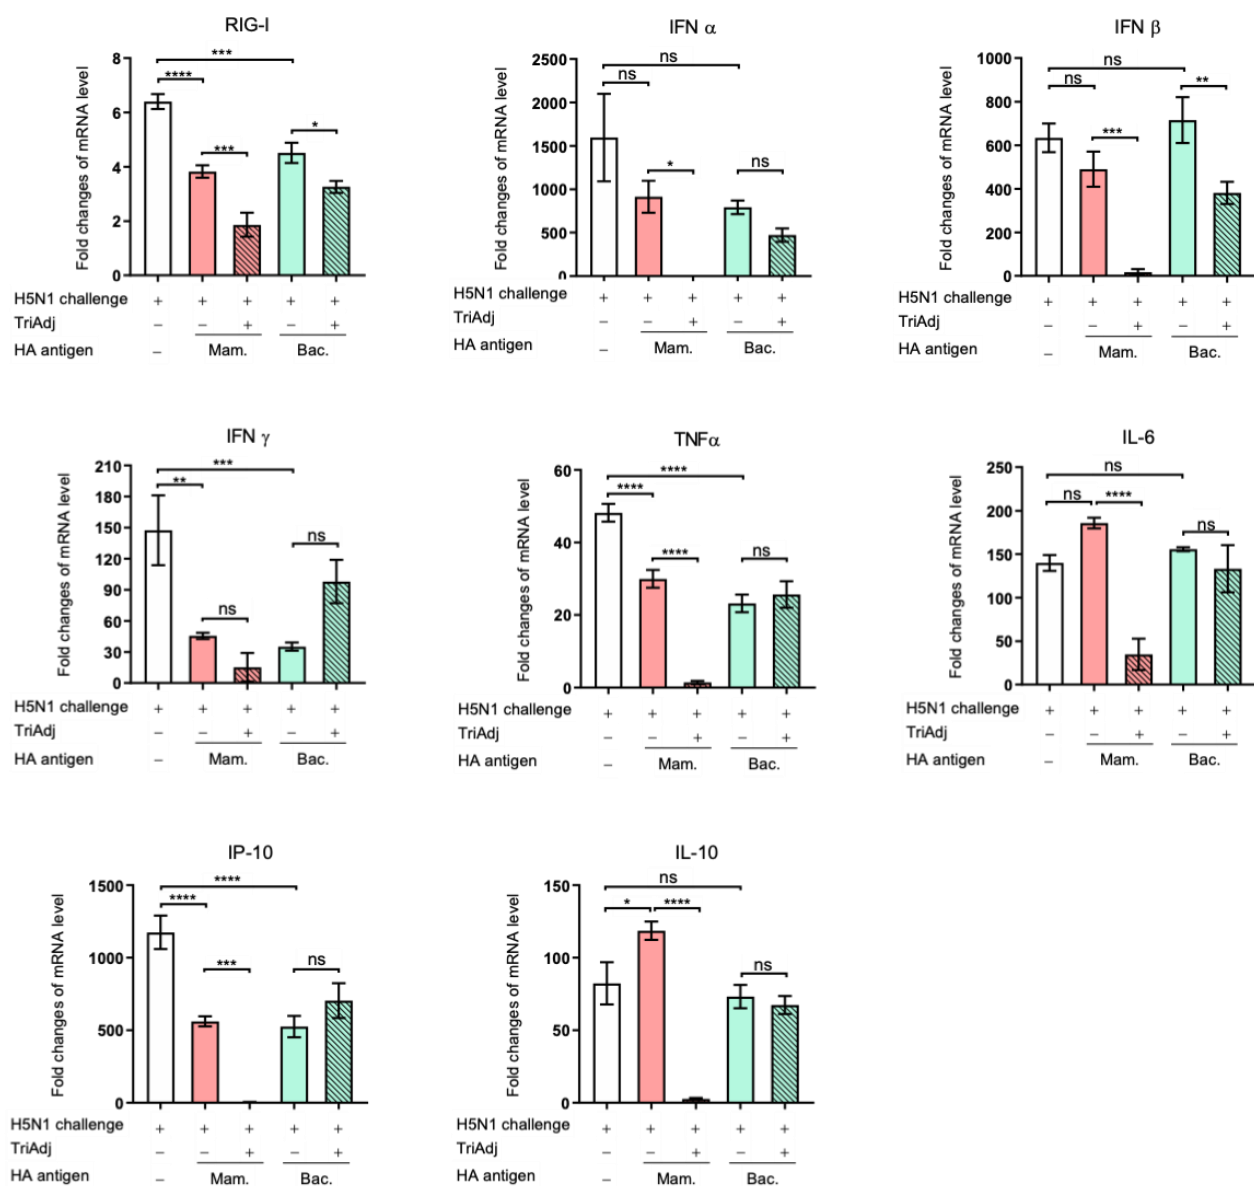 RIG-I
Fold changes of mRNA level
8
6
4
2
0
***
****
***
*
H5N1 challenge + + + + +
TriAdj – – + – +
HA antigen – Mam. Bac.
IFN α
Fold changes of mRNA level
2500
2000
1500
1000
500
0
ns
ns
*
ns
H5N1 challenge + + + + +
TriAdj – – + – +
HA antigen – Mam. Bac.
IFN β
Fold changes of mRNA level
1000
800
600
400
200
0
ns
ns
**
***
H5N1 challenge + + + + +
TriAdj – – + – +
HA antigen – Mam. Bac.
IFN γ
Fold changes of mRNA level
210
180
150
120
90
60
30
0
***
**
ns
ns
H5N1 challenge + + + + +
TriAdj – – + – +
HA antigen – Mam. Bac.
TNFα
Fold changes of mRNA level
60
40
20
0
****
****
****
ns
H5N1 challenge + + + + +
TriAdj – – + – +
HA antigen – Mam. Bac.
IL-6
Fold changes of mRNA level
250
200
150
100
50
0
ns
ns ****
ns
H5N1 challenge + + + + +
TriAdj – – + – +
HA antigen – Mam. Bac.
IP-10
Fold changes of mRNA level
1500
1000
500
0
****
****
***
ns
H5N1 challenge + + + + +
TriAdj – – + – +
HA antigen – Mam. Bac.
IL-10
Fold changes of mRNA level
150
100
50
0
ns
* ****
ns
H5N1 challenge + + + + +
TriAdj – – + – +
HA antigen – Mam. Bac.